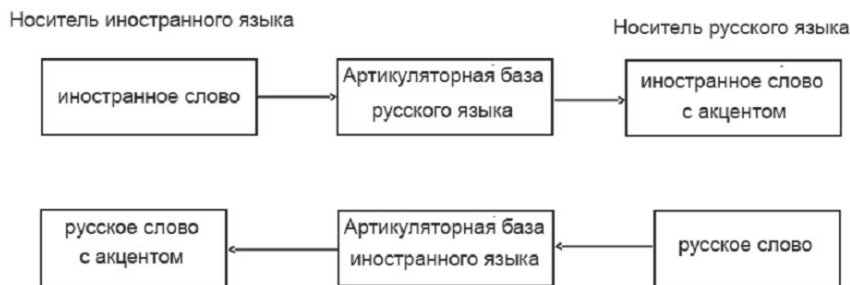 Носитель иностранного языка
Носитель русского языка
иностранное слово
Артикуляторная база
русского языка
иностранное слово
с акцентом
русское слово
с акцентом
Артикуляторная база
иностранного языка
русское слово